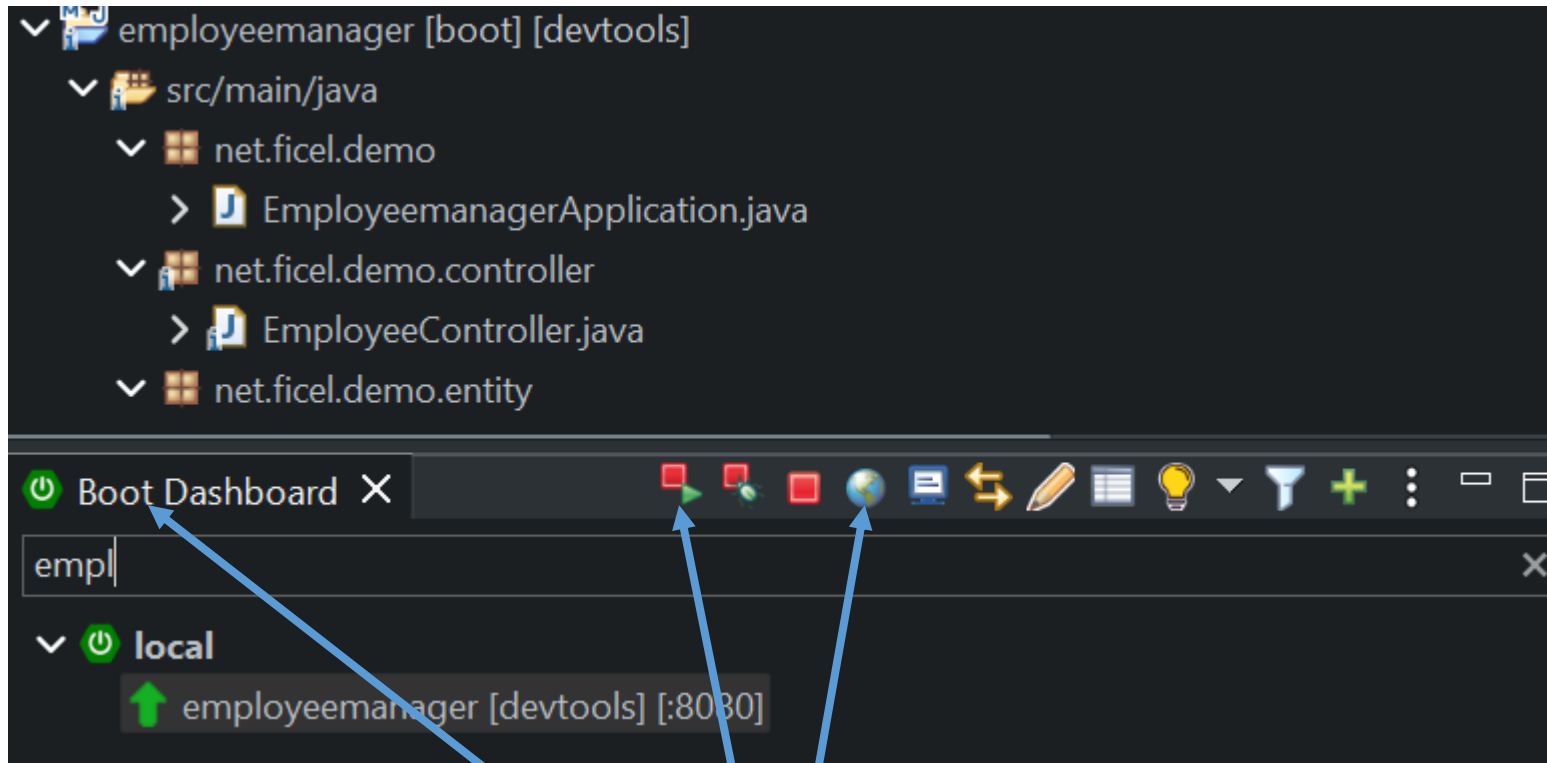 employeemanager [boot] [devtools]
src/main/java
net.ficel.demo
EmployeemanagerApplication.java
net.ficel.demo.controller
EmployeeController.java
net.ficel.demo.entity
Boot Dashboard
empl
local
employeemanager [devtools] [:8080]